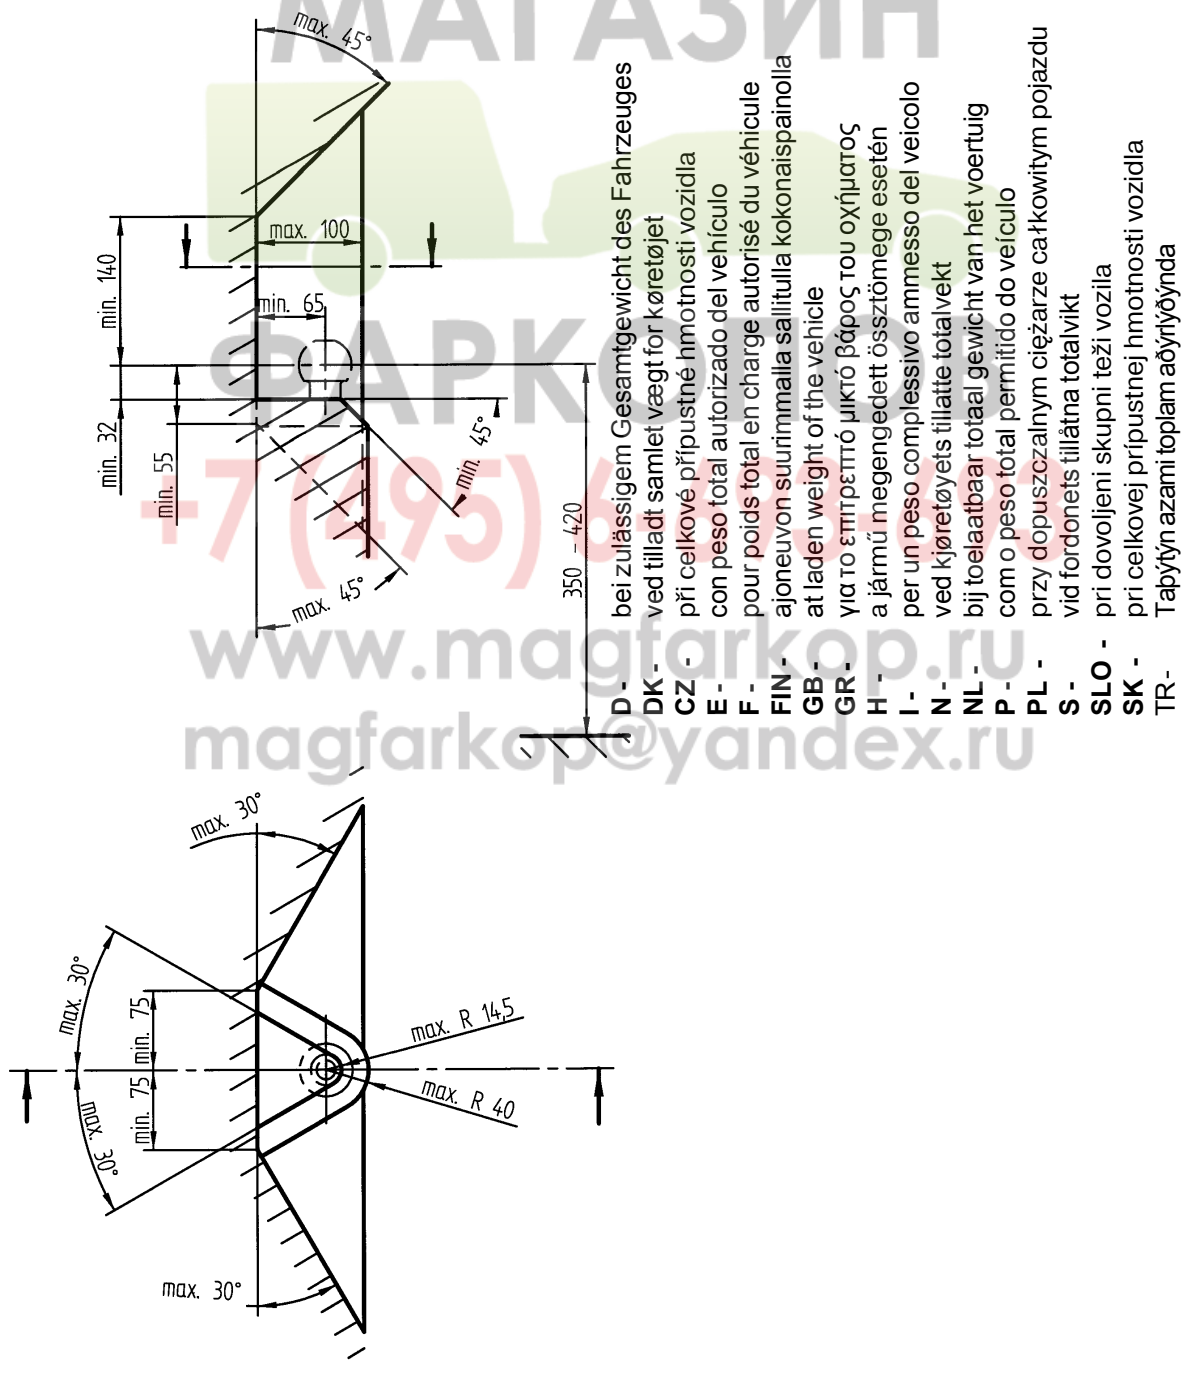 МАГАЗИН
ФАРКОПОВ
+7 (495) 6-693-693
www.magfarkop.ru
magfarkop@yandex.ru
max. 45°
min. 140
max. 100
min. 65
min. 32
min. 55
min. 45°
max. 45°
350 – 420
max. 30°
max. 30°
min. 75
min. 75
max. 30°
max. 30°
max. R 14,5
max. R 40
D - bei zulässigem Gesamtgewicht des Fahrzeuges
DK - ved tilladt samlet vægt for køretøjet
CZ - při celkové přípustné hmotnosti vozidla
E - con peso total autorizado del vehículo
F - pour poids total en charge autorisé du véhicule
FIN - ajoneuvon suurimmalla sallitulla kokonaispainolla
GB - at laden weight of the vehicle
GR - για το επιτρεπτό μικτό βάρος του οχήματος
H - a jármű megengedett össztömege esetén
I - per un peso complessivo ammesso del veicolo
N - ved kjøretøyets tillatte totalvekt
NL - bij toelaatbaar totaal gewicht van het voertuig
P - com o peso total permitido do veículo
PL - przy dopuszczalnym ciężarze całkowitym pojazdu
S - vid fordonets tillåtna totalvikt
SLO - pri dovoljeni skupni teži vozila
SK - pri celkovej prípustnej hmotnosti vozidla
TR - Tapýtýn azami toplam aðýrlýðýnda